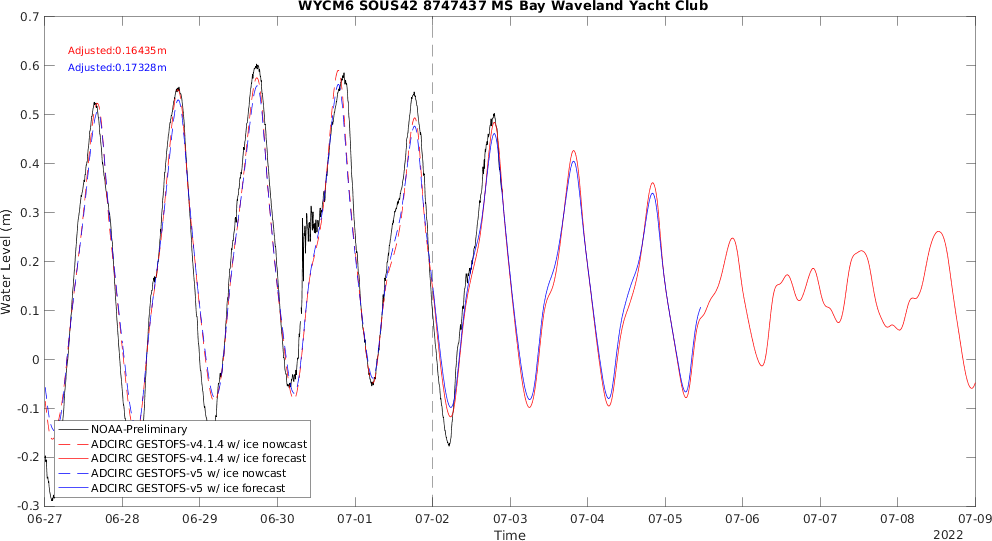 WYCM6 SOUS42 8747437 MS Bay Waveland Yacht Club
Adjusted:0.16435m
Adjusted:0.17328m
Water Level (m)
0.7
0.6
0.5
0.4
0.3
0.2
0.1
0
-0.1
-0.2
-0.3
NOAA-Preliminary
ADCIRC GESTOFS-v4.1.4 w/ ice nowcast
ADCIRC GESTOFS-v4.1.4 w/ ice forecast
ADCIRC GESTOFS-v5 w/ ice nowcast
ADCIRC GESTOFS-v5 w/ ice forecast
06-27 06-28 06-29 06-30 07-01 07-02 07-03 07-04 07-05 07-06 07-07 07-08 07-09
Time
2022